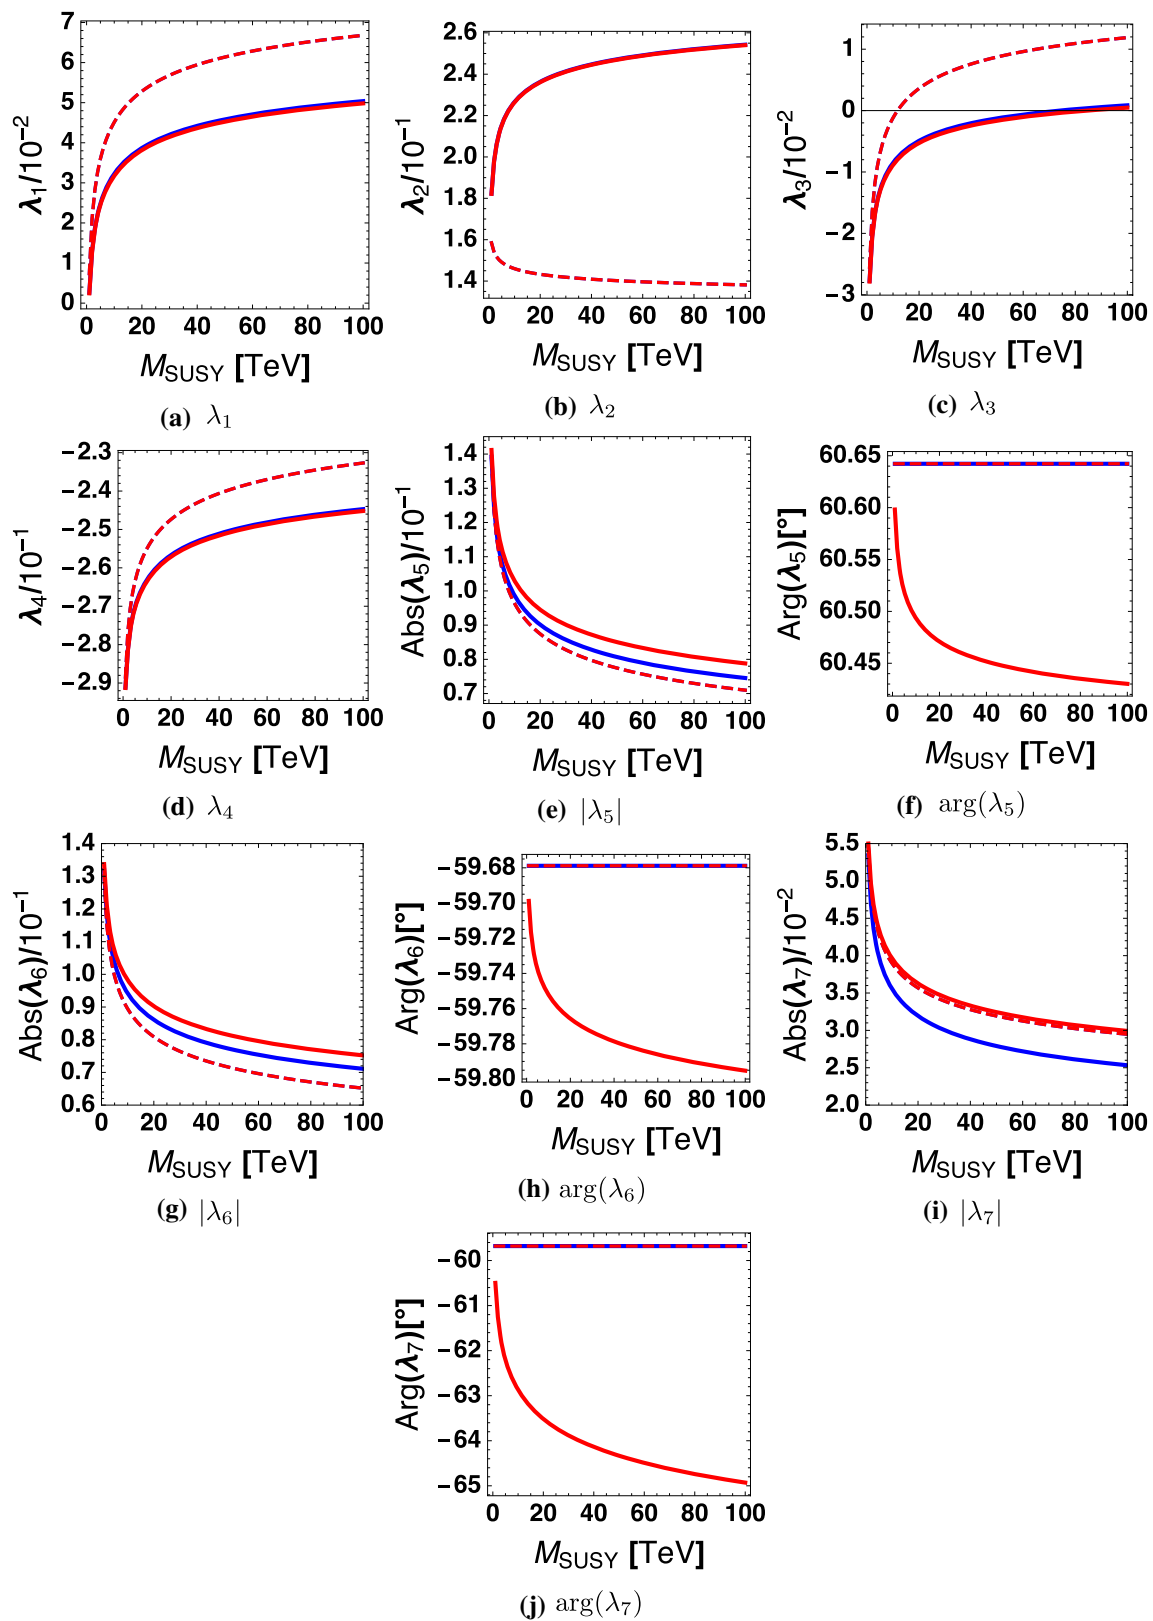 7
6
5
4
3
2
1
0
λ1/10⁻²
0 20 40 60 80 100
M_SUSY [TeV]
(a) λ1
2.6
2.4
2.2
2.0
1.8
1.6
1.4
λ2/10⁻¹
0 20 40 60 80 100
M_SUSY [TeV]
(b) λ2
1
0
−1
−2
−3
λ3/10⁻²
0 20 40 60 80 100
M_SUSY [TeV]
(c) λ3
−2.3
−2.4
−2.5
−2.6
−2.7
−2.8
−2.9
λ4/10⁻¹
0 20 40 60 80 100
M_SUSY [TeV]
(d) λ4
1.4
1.3
1.2
1.1
1.0
0.9
0.8
0.7
Abs(λ5)/10⁻¹
0 20 40 60 80 100
M_SUSY [TeV]
(e) |λ5|
60.65
60.60
60.55
60.50
60.45
Arg(λ5)[°]
0 20 40 60 80 100
M_SUSY [TeV]
(f) arg(λ5)
1.4
1.3
1.2
1.1
1.0
0.9
0.8
0.7
0.6
Abs(λ6)/10⁻¹
0 20 40 60 80 100
M_SUSY [TeV]
(g) |λ6|
−59.68
−59.70
−59.72
−59.74
−59.76
−59.78
−59.80
Arg(λ6)[°]
0 20 40 60 80 100
M_SUSY [TeV]
(h) arg(λ6)
5.5
5.0
4.5
4.0
3.5
3.0
2.5
2.0
Abs(λ7)/10⁻²
0 20 40 60 80 100
M_SUSY [TeV]
(i) |λ7|
−60
−61
−62
−63
−64
−65
Arg(λ7)[°]
0 20 40 60 80 100
M_SUSY [TeV]
(j) arg(λ7)